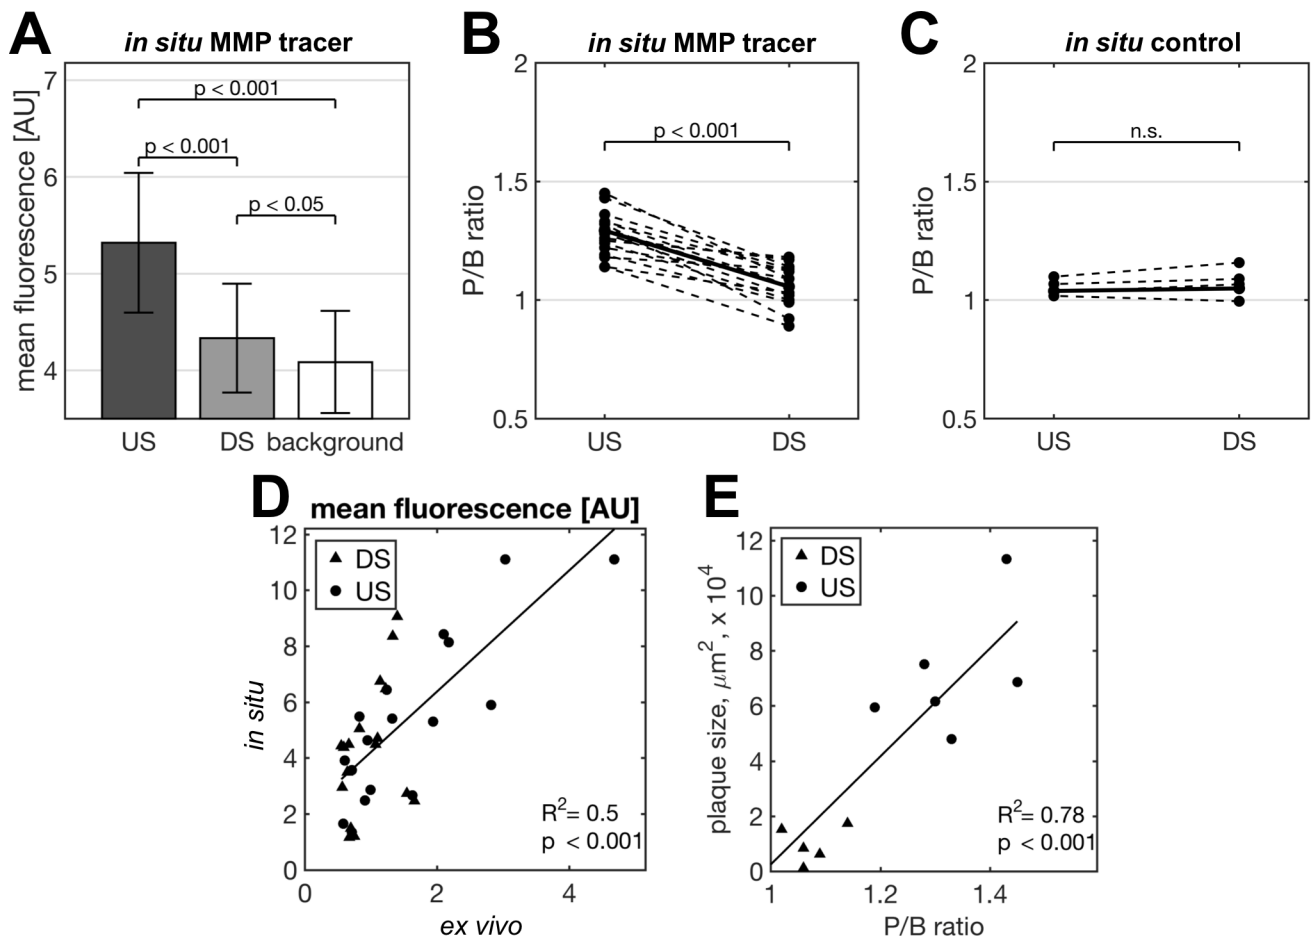 A
in situ MMP tracer
mean fluorescence [AU]
7
6
5
4
p < 0.001
p < 0.001
p < 0.05
US DS background
B
in situ MMP tracer
P/B ratio
2
1.5
1
0.5
p < 0.001
US DS
C
in situ control
P/B ratio
2
1.5
1
0.5
n.s.
US DS
D
mean fluorescence [AU]
in situ
12
10
8
6
4
2
0
DS
US
R²= 0.5
p < 0.001
0 2 4
ex vivo
E
plaque size, μm², x 10⁴
12
10
8
6
4
2
0
DS
US
R²= 0.78
p < 0.001
1 1.2 1.4
P/B ratio